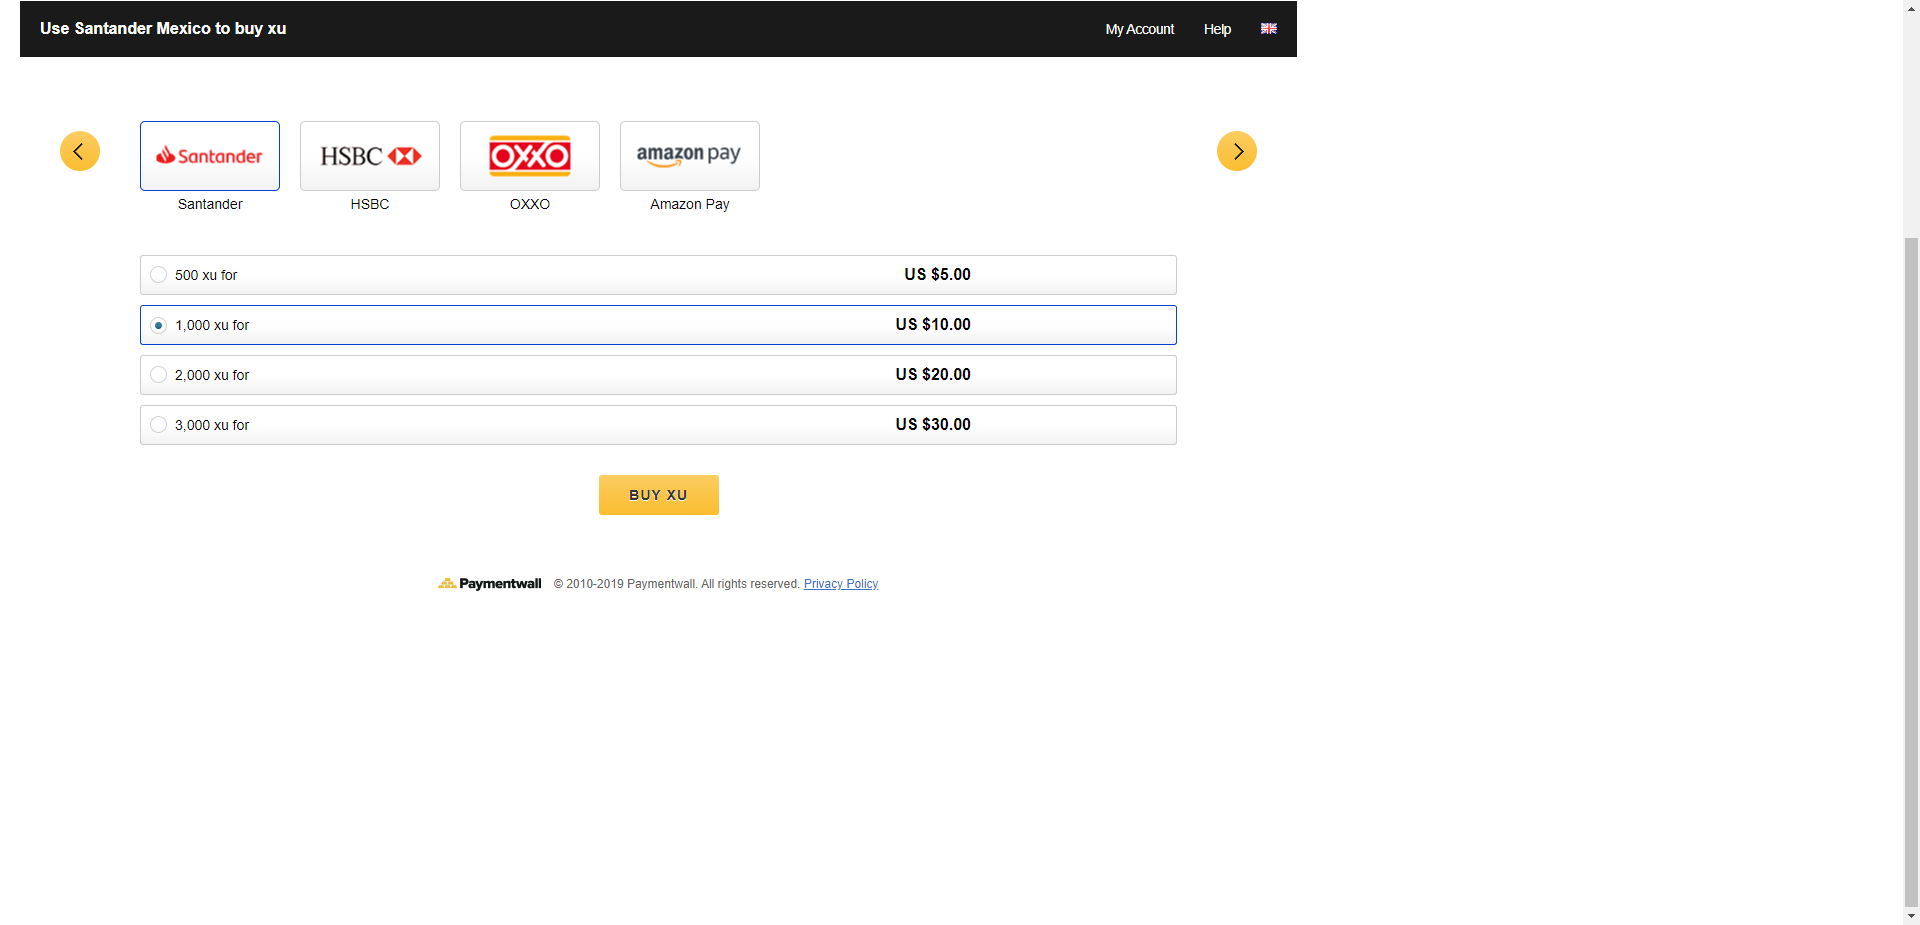 Use Santander Mexico to buy xu
My Account Help
Santander HSBC OXXO amazon pay
Santander HSBC OXXO Amazon Pay
500 xu for US $5.00
1,000 xu for US $10.00
2,000 xu for US $20.00
3,000 xu for US $30.00
BUY XU
Paymentwall © 2010-2019 Paymentwall. All rights reserved. Privacy Policy